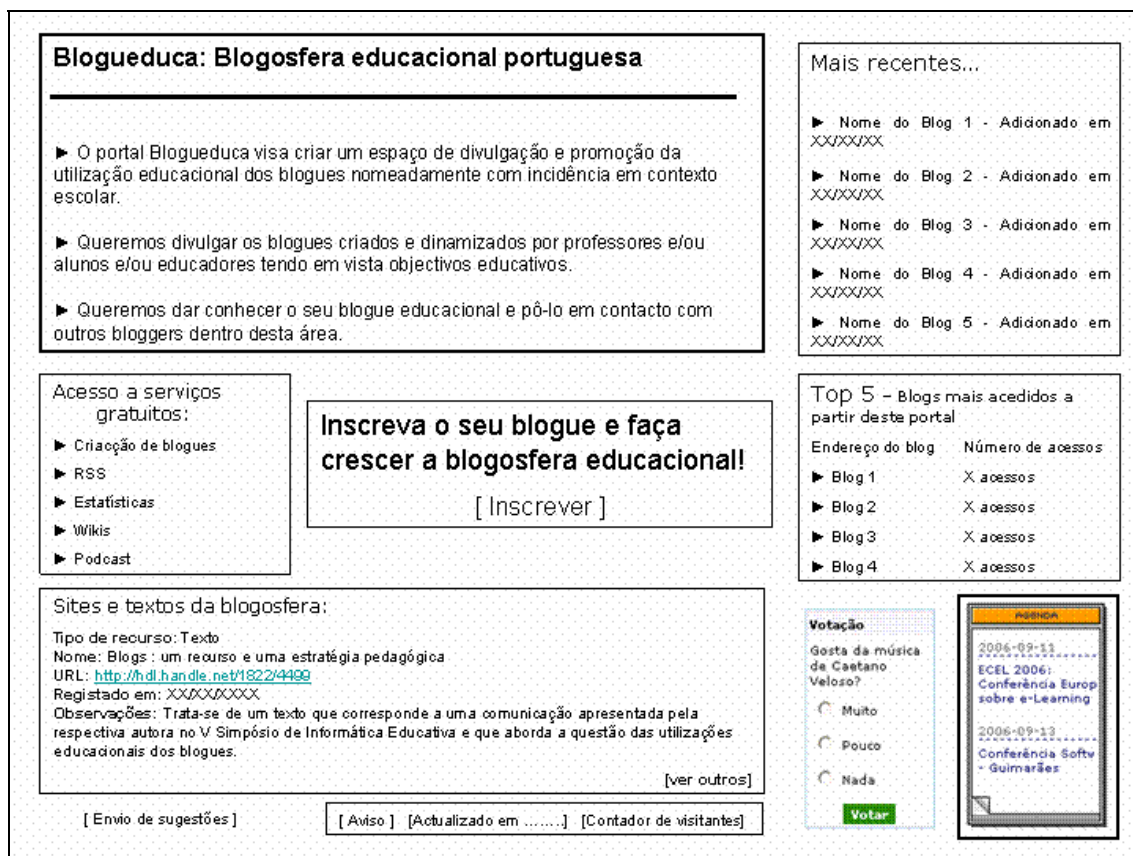 Blogueduca: Blogosfera educacional portuguesa
► O portal Blogueduca visa criar um espaço de divulgação e promoção da
utilização educacional dos blogues nomeadamente com incidência em contexto
escolar.
► Queremos divulgar os blogues criados e dinamizados por professores e/ou
alunos e/ou educadores tendo em vista objectivos educativos.
► Queremos dar conhecer o seu blogue educacional e pô-lo em contacto com
outros bloggers dentro desta área.
Mais recentes...
► Nome do Blog 1 - Adicionado em
XX/XX/XX
► Nome do Blog 2 - Adicionado em
XX/XX/XX
► Nome do Blog 3 - Adicionado em
XX/XX/XX
► Nome do Blog 4 - Adicionado em
XX/XX/XX
► Nome do Blog 5 - Adicionado em
XX/XX/XX
Acesso a serviços
gratuitos:
► Criacção de blogues
► RSS
► Estatísticas
► Wikis
► Podcast
Inscreva o seu blogue e faça
crescer a blogosfera educacional!
[ Inscrever ]
Top 5 – Blogs mais acedidos a
partir deste portal
Endereço do blog Número de acessos
► Blog 1 X acessos
► Blog 2 X acessos
► Blog 3 X acessos
► Blog 4 X acessos
Sites e textos da blogosfera:
Tipo de recurso: Texto
Nome: Blogs : um recurso e uma estratégia pedagógica
URL: http://hdl.handle.net/1822/4499
Registado em: XX/XX/XXXX
Observações: Trata-se de um texto que corresponde a uma comunicação apresentada pela
respectiva autora no V Simpósio de Informática Educativa e que aborda a questão das utilizações
educacionais dos blogues.
[ver outros]
Votação
Gosta da música
de Caetano
Veloso?
Muito
Pouco
Nada
Votar
AGENDA
2006-09-11
ECEL 2006:
Conferência Europ
sobre e-Learning
2006-09-13
Conferência Softw
- Guimarães
[ Envio de sugestões ]
[ Aviso ] [Actualizado em ........] [Contador de visitantes]